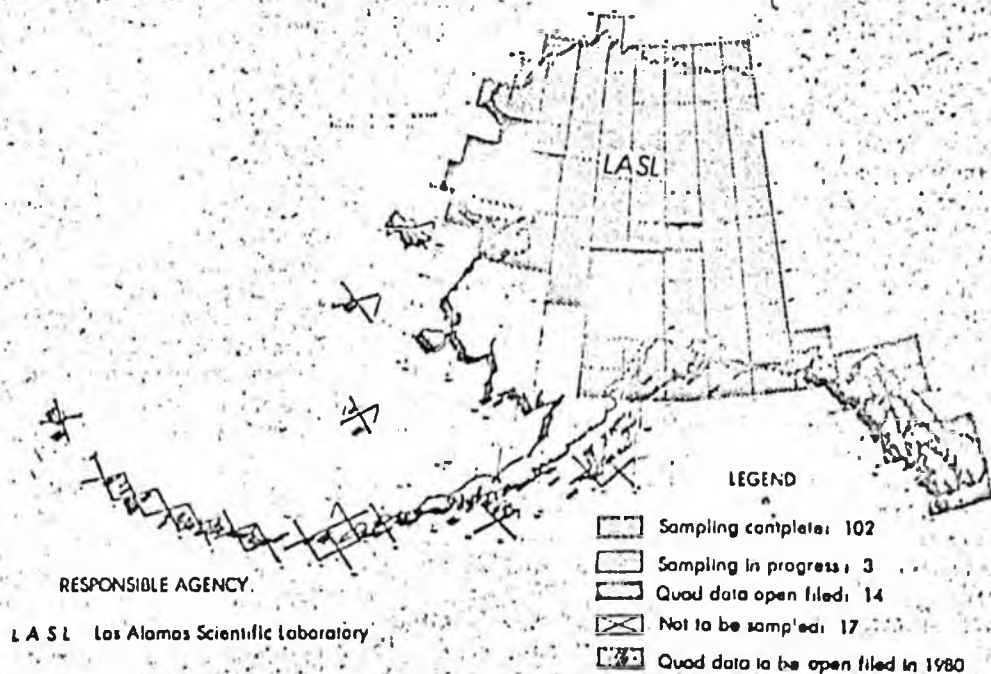 LASL
LEGEND
Sampling complete: 102
Sampling in progress: 3
Quad data open filed: 14
Not to be sampled: 17
Quad data to be open filed in 1980
RESPONSIBLE AGENCY.
LASL Los Alamos Scientific Laboratory